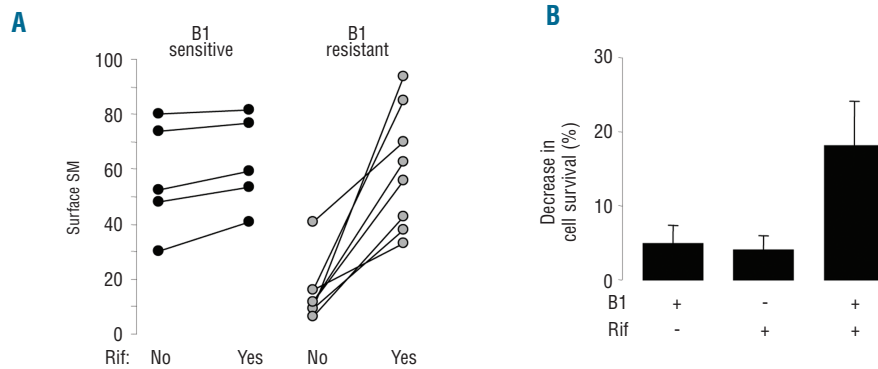 A
B1
sensitive
B1
resistant
100
80
60
40
20
0
Surface SM
Rif: No Yes No Yes
B
30
20
10
0
Decrease in
cell survival (%)
B1 + - +
Rif - + +